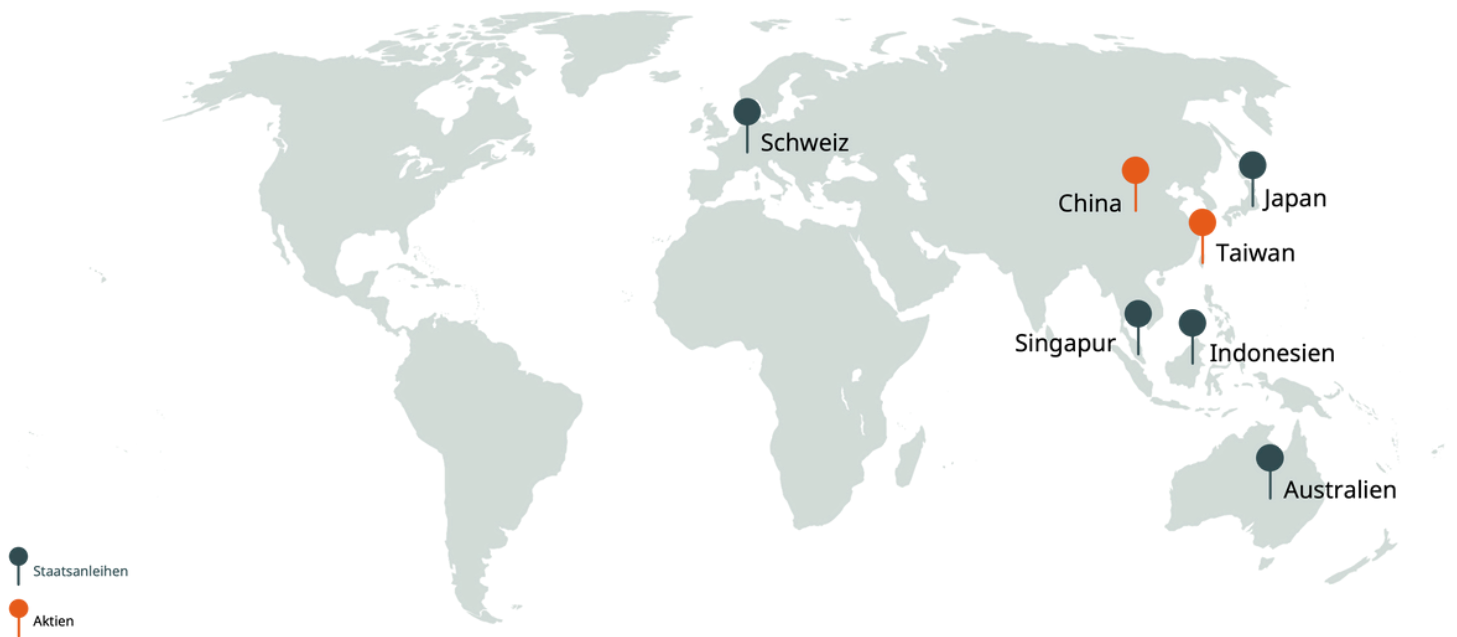 Schweiz
China
Japan
Taiwan
Singapur
Indonesien
Australien
Staatsanleihen
Aktien